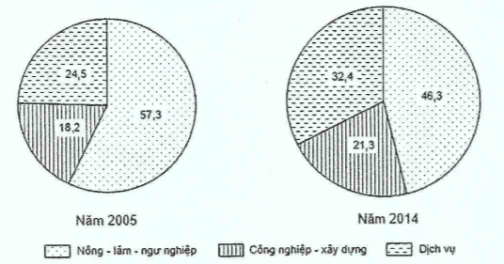 24,5
57,3
18,2
32,4
46,3
21,3
Năm 2005
Năm 2014
Nông - lâm - ngư nghiệp
Công nghiệp - xây dựng
Dịch vụ